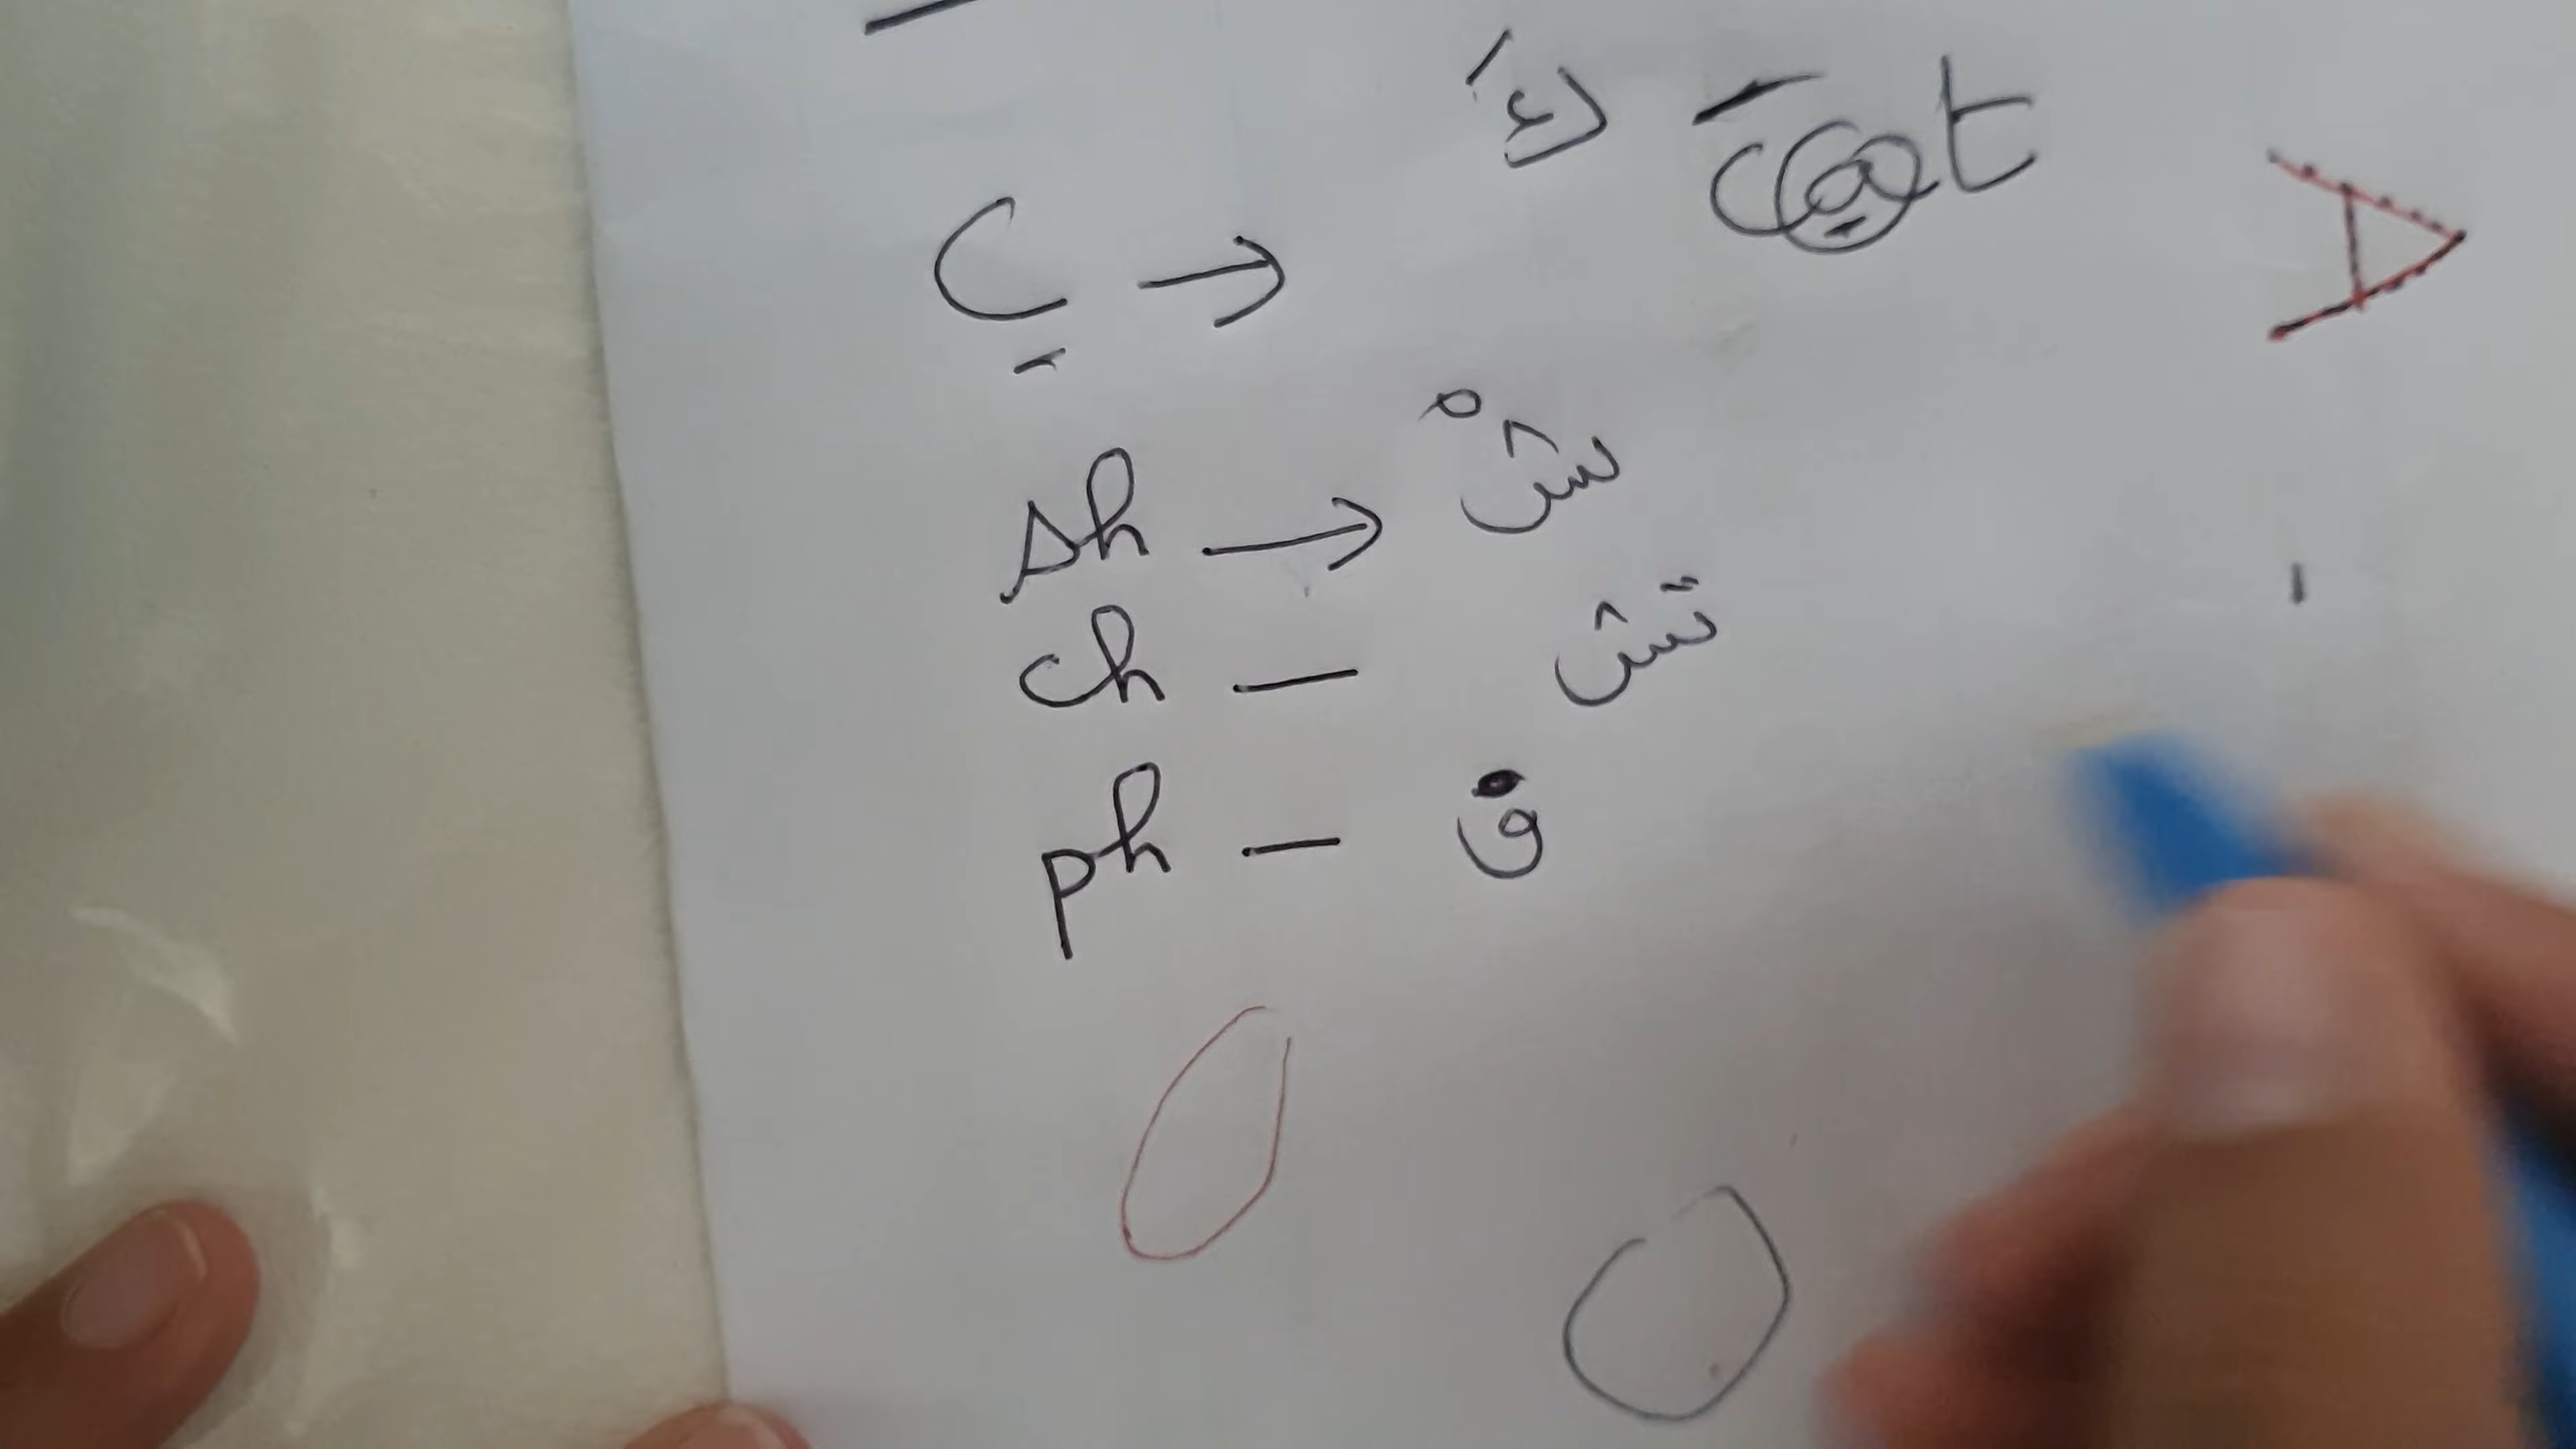 كَ cat
C →
sh → شْ
ch — تش
ph — ف
A